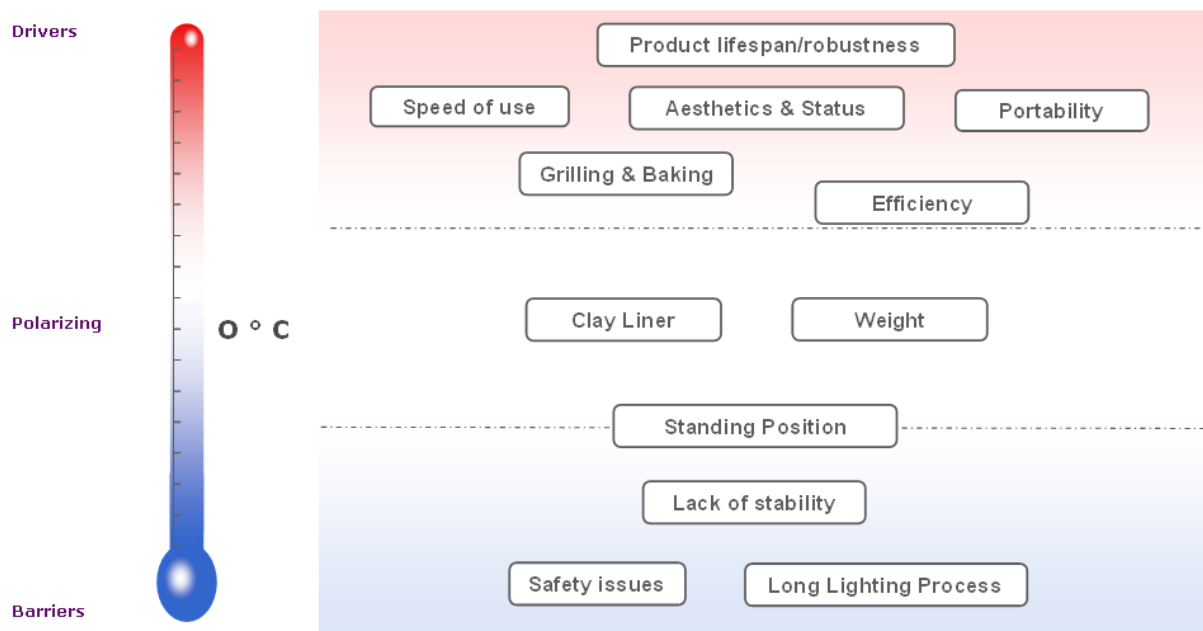 Drivers
Product lifespan/robustness
Speed of use
Aesthetics & Status
Portability
Grilling & Baking
Efficiency
Polarizing
O ° C
Clay Liner
Weight
Standing Position
Lack of stability
Safety issues
Long Lighting Process
Barriers